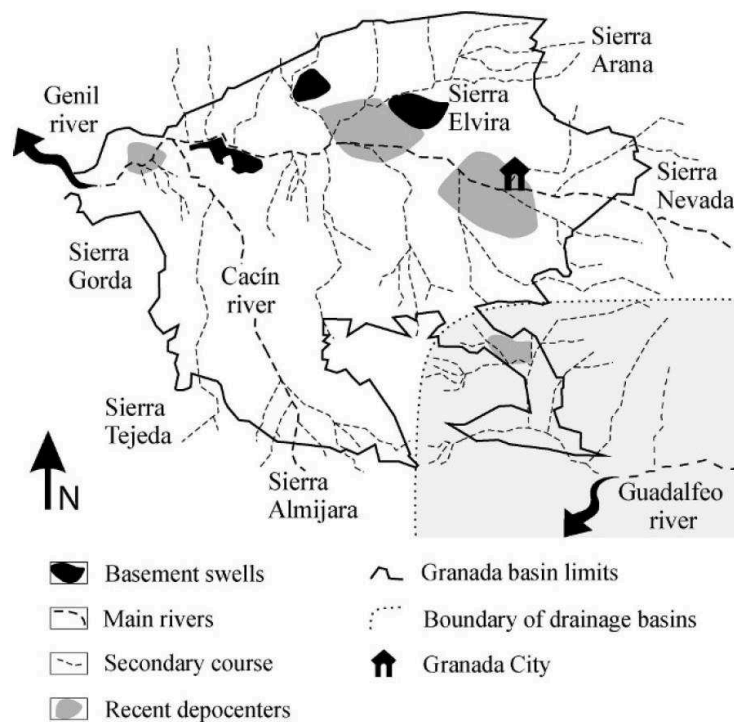 Sierra
Arana
Genil
river
Sierra
Elvira
Sierra
Nevada
Sierra
Gorda
Cacín
river
Sierra
Tejeda
Sierra
Almijara
N
Guadalfeo
river
Basement swells
Granada basin limits
Main rivers
Boundary of drainage basins
Secondary course
Granada City
Recent depocenters